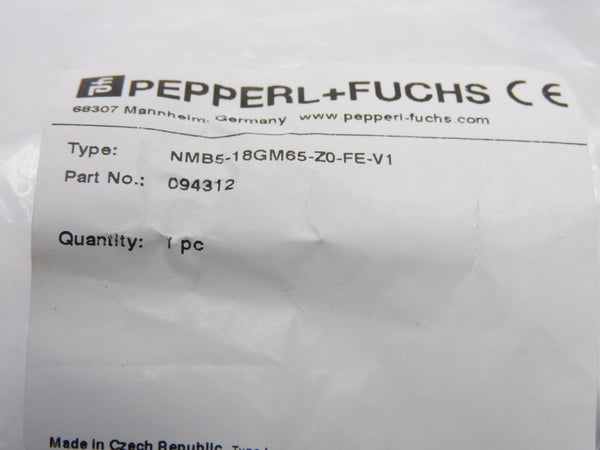 PEPPERL+FUCHS CE
68307 Mannheim, Germany www.pepperl-fuchs.com
Type: NMB5-18GM65-Z0-FE-V1
Part No.: 094312
Quantity: 1 pc
Made in Czech Republic